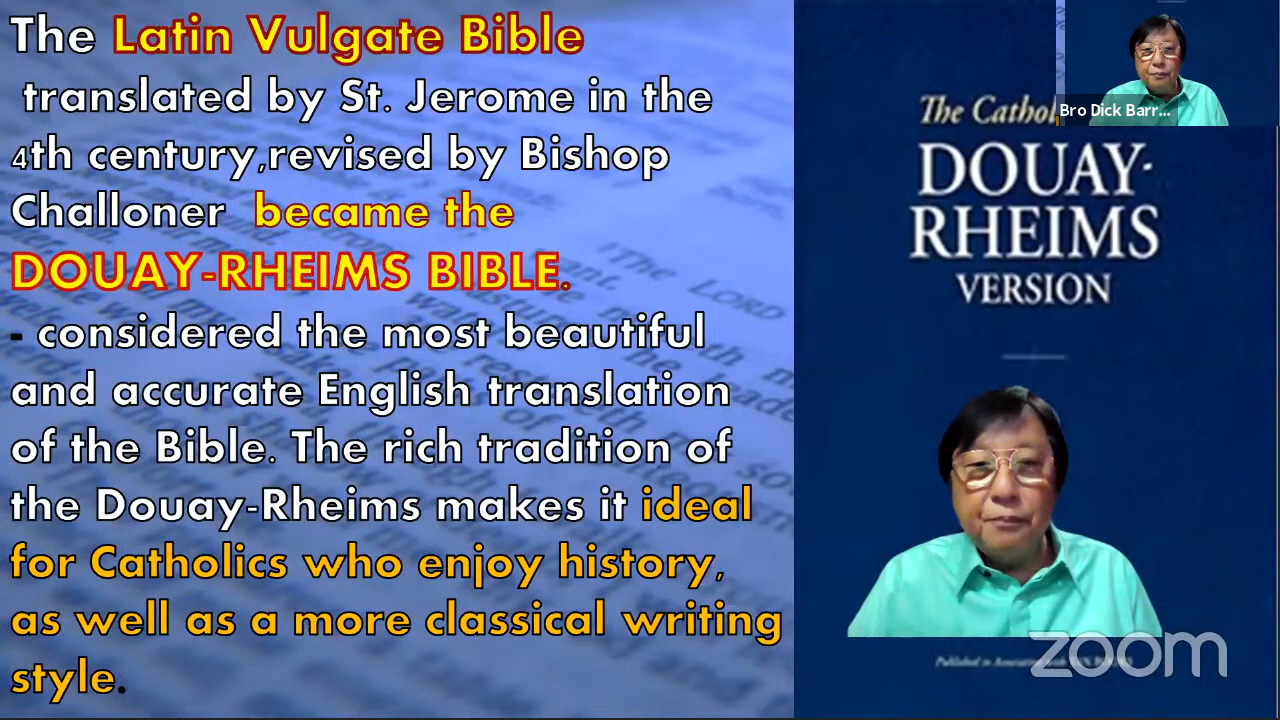 The Latin Vulgate Bible
translated by St. Jerome in the
4th century,revised by Bishop
Challoner became the
DOUAY-RHEIMS BIBLE.
- considered the most beautiful
and accurate English translation
of the Bible. The rich tradition of
the Douay-Rheims makes it ideal
for Catholics who enjoy history,
as well as a more classical writing
style.
The Cathol
DOUAY-
RHEIMS
VERSION
Bro Dick Barr...
Published in
zoom